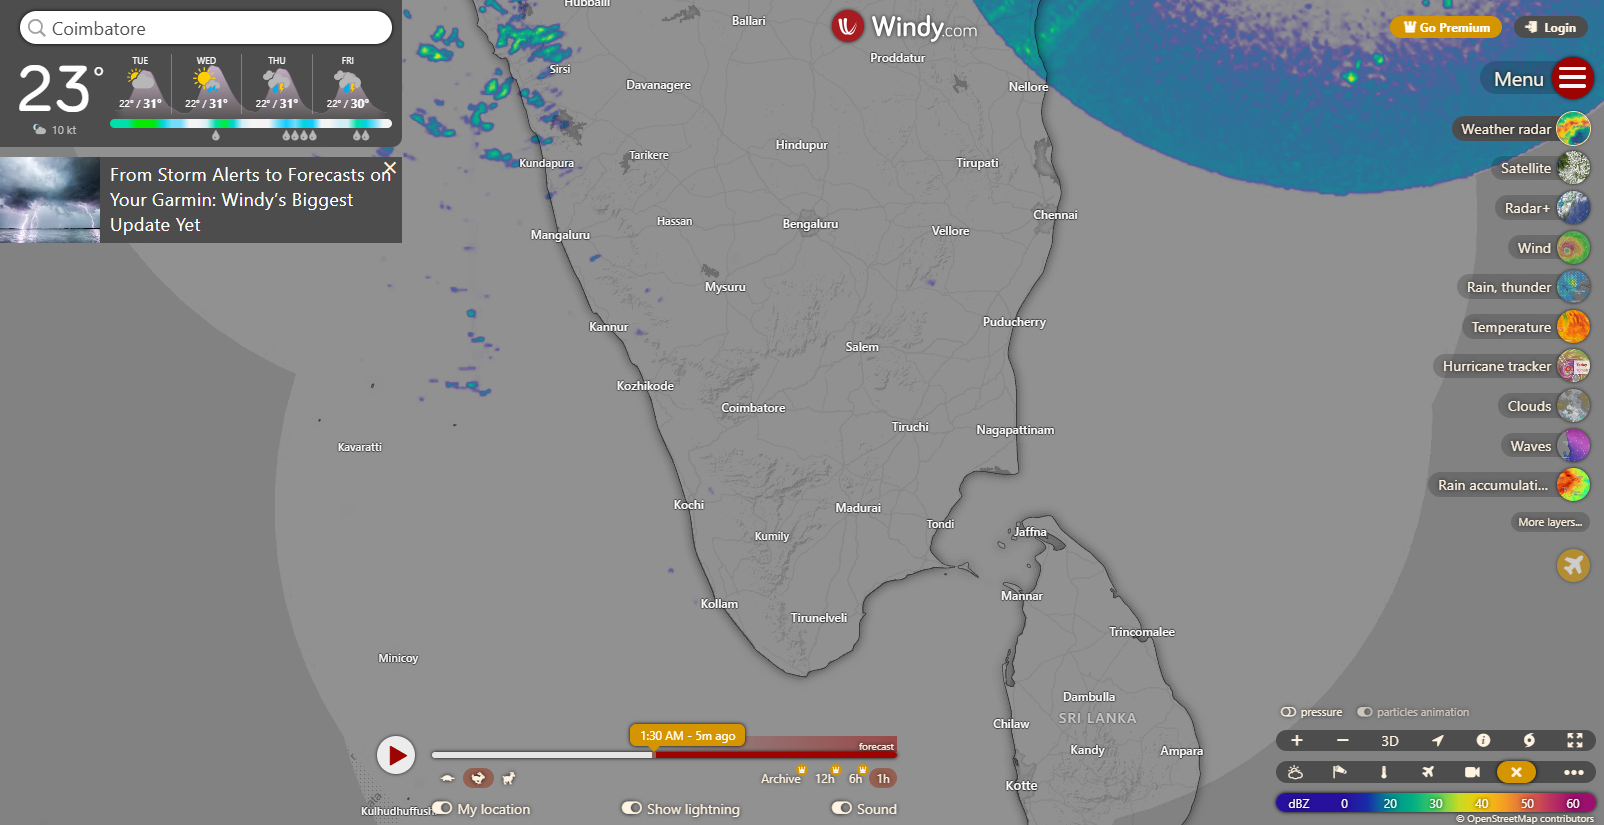 Coimbatore
23°
10 kt
TUE
22° / 31°
WED
22° / 31°
THU
22° / 31°
FRI
22° / 30°
From Storm Alerts to Forecasts on
Your Garmin: Windy’s Biggest
Update Yet
Windy.com
Go Premium
Login
Menu
Weather radar
Satellite
Radar+
Wind
Rain, thunder
Temperature
Hurricane tracker
Clouds
Waves
Rain accumulati...
More layers...
Hubballi
Ballari
Proddatur
Sirsi
Davanagere
Nellore
Hindupur
Kundapura
Tarikere
Tirupati
Chennai
Hassan
Bengaluru
Vellore
Mangaluru
Mysuru
Kannur
Puducherry
Salem
Kozhikode
Coimbatore
Tiruchi
Nagapattinam
Kavaratti
Kochi
Madurai
Tondi
Jaffna
Kumily
Mannar
Kollam
Tirunelveli
Trincomalee
Minicoy
Dambulla
Chilaw
SRI LANKA
Kandy
Ampara
Kotte
Kulhudhuffush
1:30 AM - 5m ago
forecast
Archive
12h
6h
1h
My location
Show lightning
Sound
pressure
particles animation
+
−
3D
dBZ 0 20 30 40 50 60
© OpenStreetMap contributors